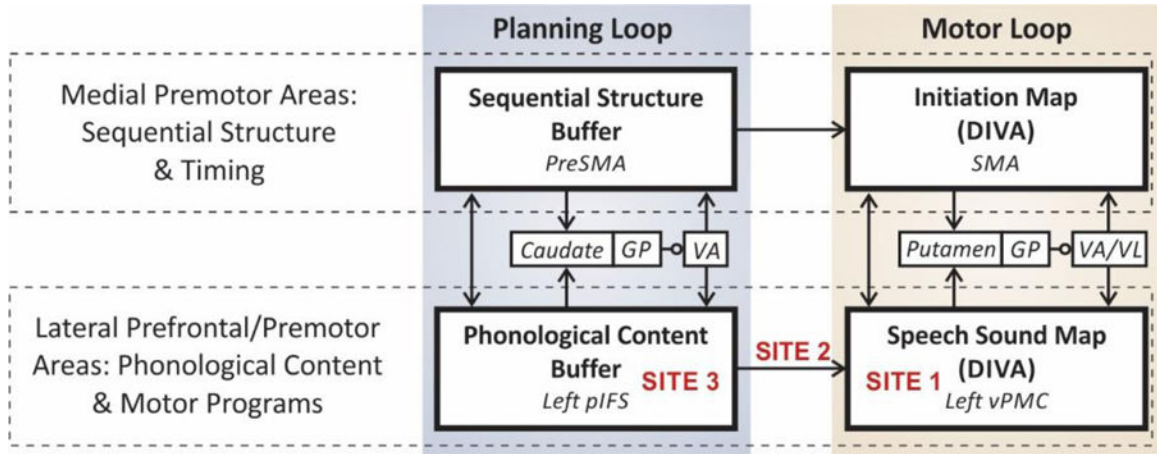 Planning Loop
Motor Loop
Medial Premotor Areas:
Sequential Structure
& Timing
Sequential Structure
Buffer
PreSMA
Initiation Map
(DIVA)
SMA
Caudate
GP
VA
Putamen
GP
VA/VL
Lateral Prefrontal/Premotor
Areas: Phonological Content
& Motor Programs
Phonological Content
Buffer
SITE 3
Left pIFS
SITE 2
Speech Sound Map
(DIVA)
SITE 1
Left vPMC